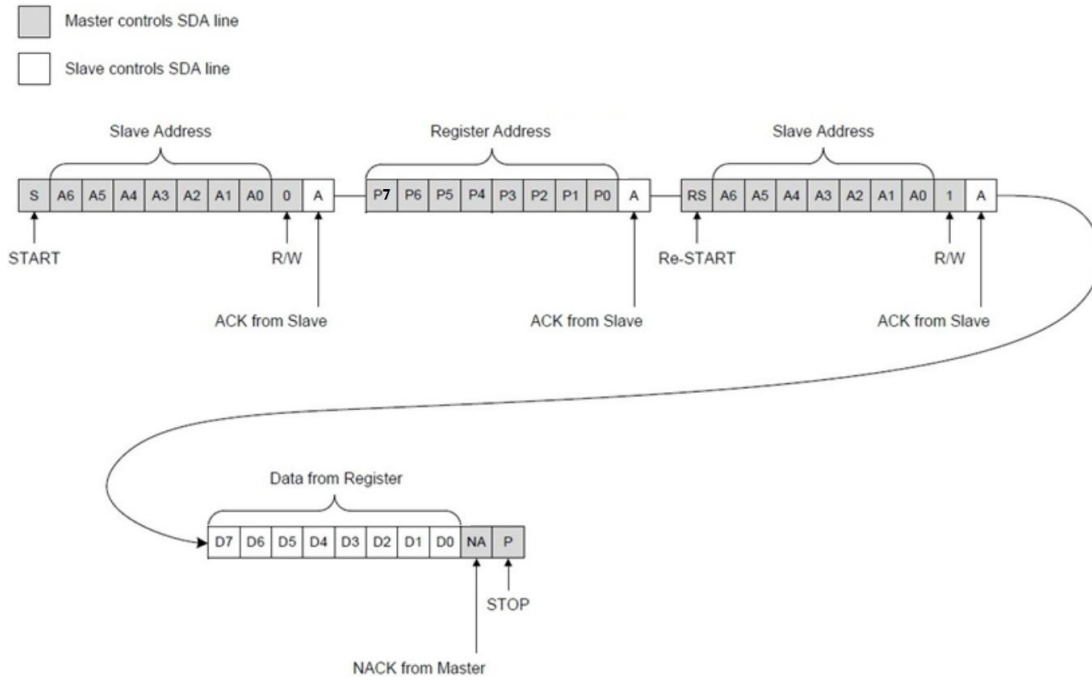 Master controls SDA line
Slave controls SDA line
Slave Address Register Address Slave Address
S A6 A5 A4 A3 A2 A1 A0 0 A P7 P6 P5 P4 P3 P2 P1 P0 A RS A6 A5 A4 A3 A2 A1 A0 1 A
START R/W Re-START R/W
ACK from Slave ACK from Slave ACK from Slave
Data from Register
D7 D6 D5 D4 D3 D2 D1 D0 NA P
STOP
NACK from Master